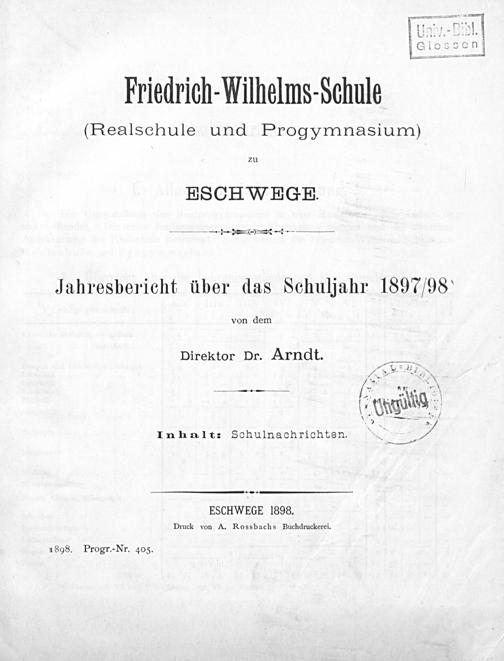 Univ.-Bibl.
Giessen
Friedrich-Wilhelms-Schule
(Realschule und Progymnasium)
zu
ESCHWEGE.
Jahresbericht über das Schuljahr 1897/98
von dem
Direktor Dr. Arndt.
Ungültig
Inhalt: Schulnachrichten.
ESCHWEGE 1898.
Druck von A. Rossbachs Buchdruckerei.
1898. Progr.-Nr. 405.